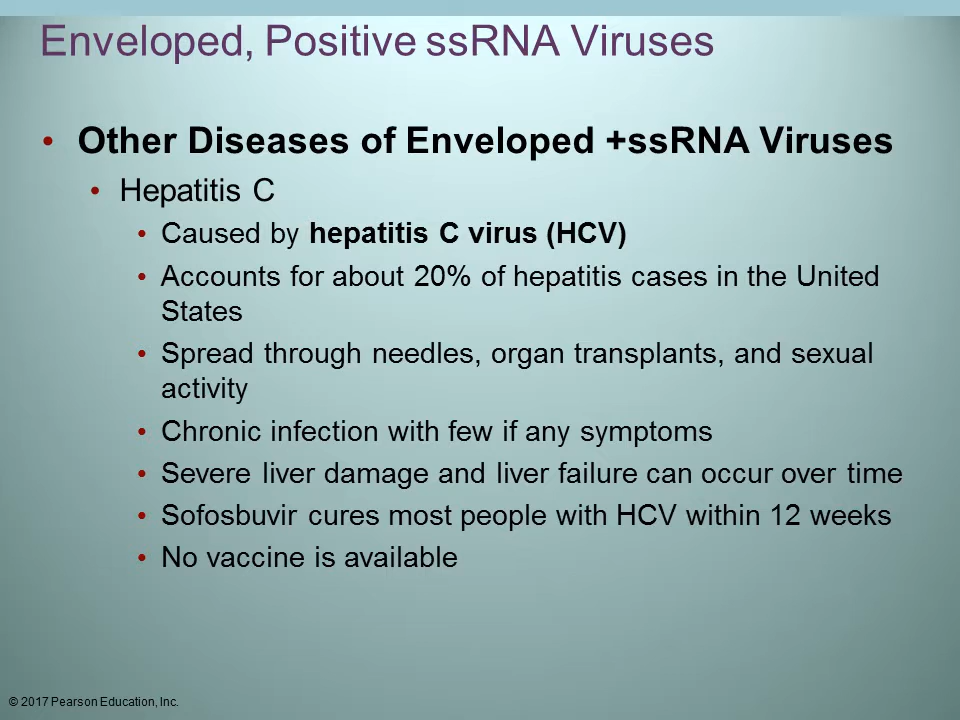 Enveloped, Positive ssRNA Viruses
• Other Diseases of Enveloped +ssRNA Viruses
• Hepatitis C
• Caused by hepatitis C virus (HCV)
• Accounts for about 20% of hepatitis cases in the United
States
• Spread through needles, organ transplants, and sexual
activity
• Chronic infection with few if any symptoms
• Severe liver damage and liver failure can occur over time
• Sofosbuvir cures most people with HCV within 12 weeks
• No vaccine is available
© 2017 Pearson Education, Inc.